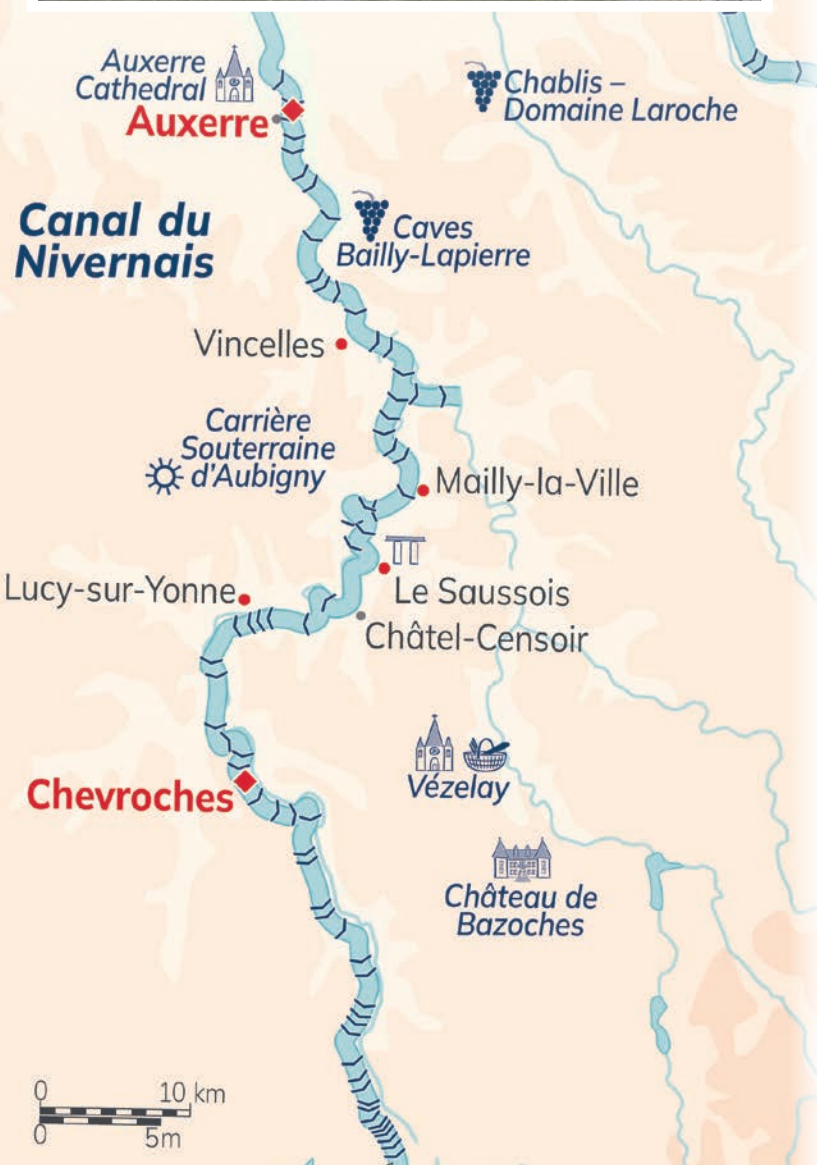 Auxerre
Cathedral
Auxerre
Chablis –
Domaine Laroche
Canal du
Nivernais
Caves
Bailly-Lapierre
Vincelles
Carrière
Souterraine
d'Aubigny
Mailly-la-Ville
Lucy-sur-Yonne
Le Saussois
Châtel-Censoir
Vézelay
Chevroches
Château de
Bazoches
0 10 km
0 5m